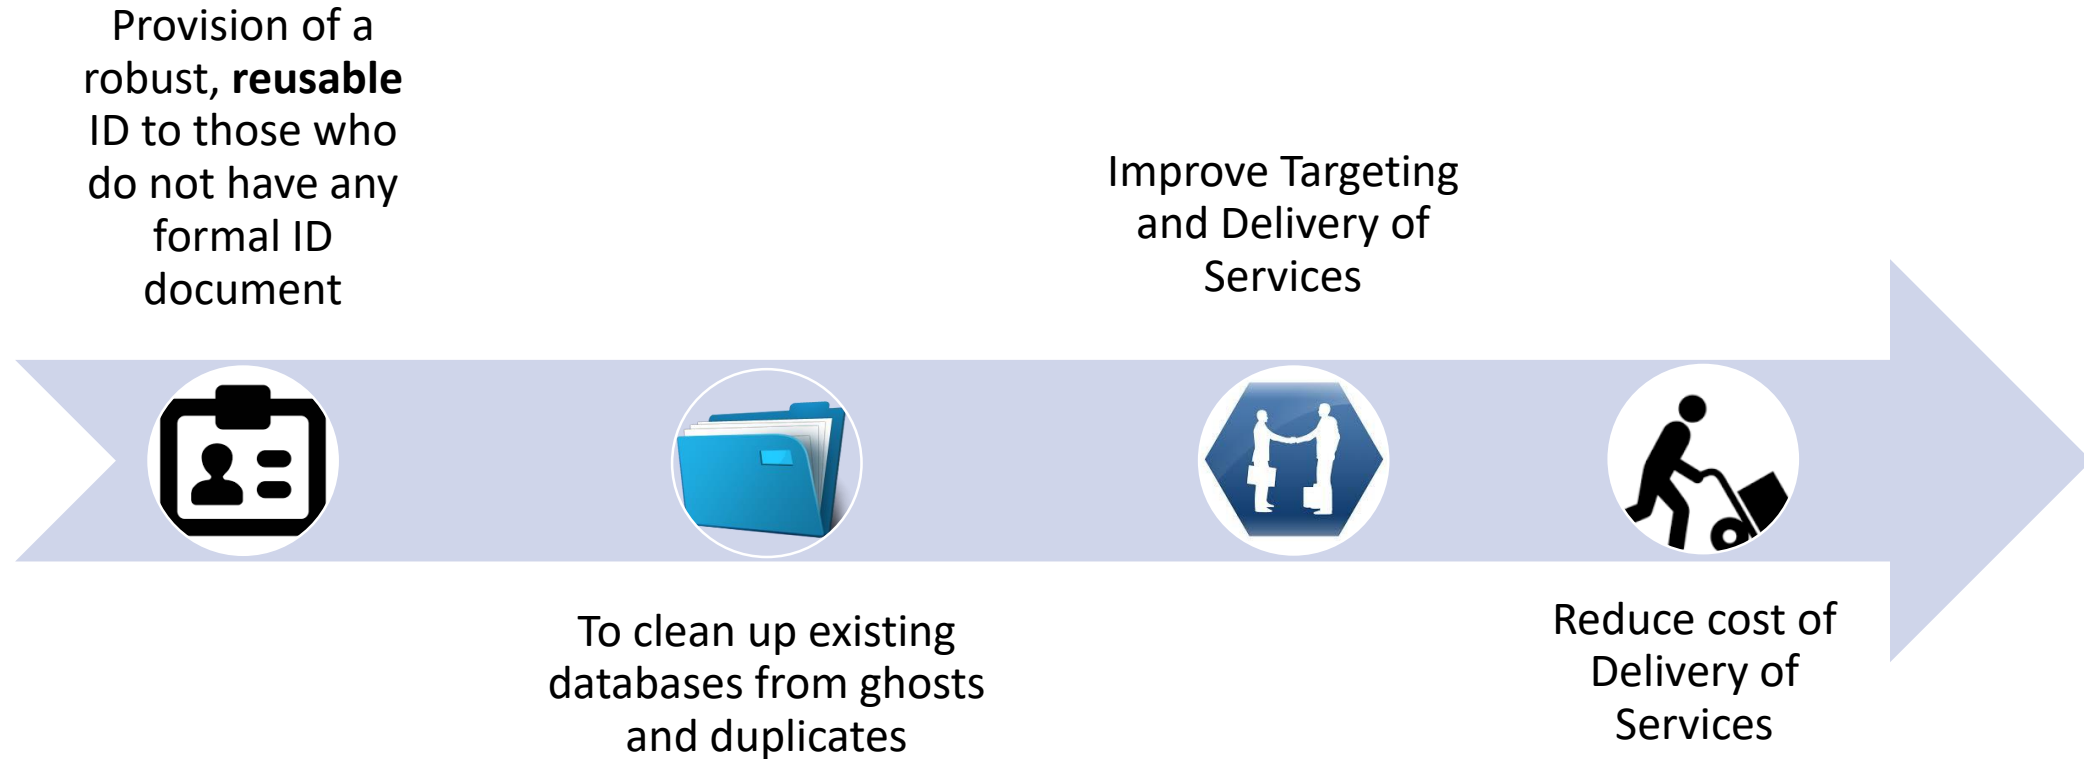 Provision of a
robust, reusable
ID to those who
do not have any
formal ID
document
To clean up existing
databases from ghosts
and duplicates
Improve Targeting
and Delivery of
Services
Reduce cost of
Delivery of
Services